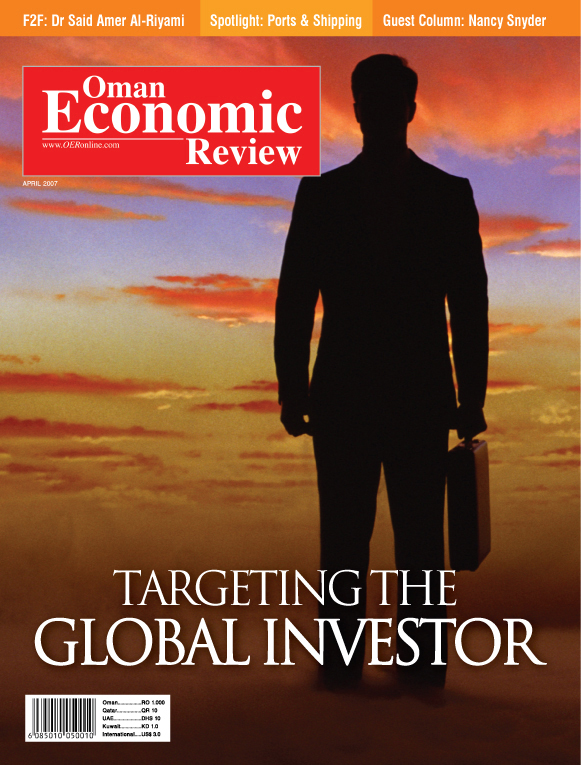 F2F: Dr Said Amer Al-Riyami
Spotlight: Ports & Shipping
Guest Column: Nancy Snyder
Oman
Economic
www.OERonline.com
Review
APRIL 2007
TARGETING THE
GLOBAL INVESTOR
Oman.............RO 1.000
Qatar.............QR 10
UAE...............DHS 10
Kuwait...........KD 1.0
International....US$ 3.0
6 085010 050010